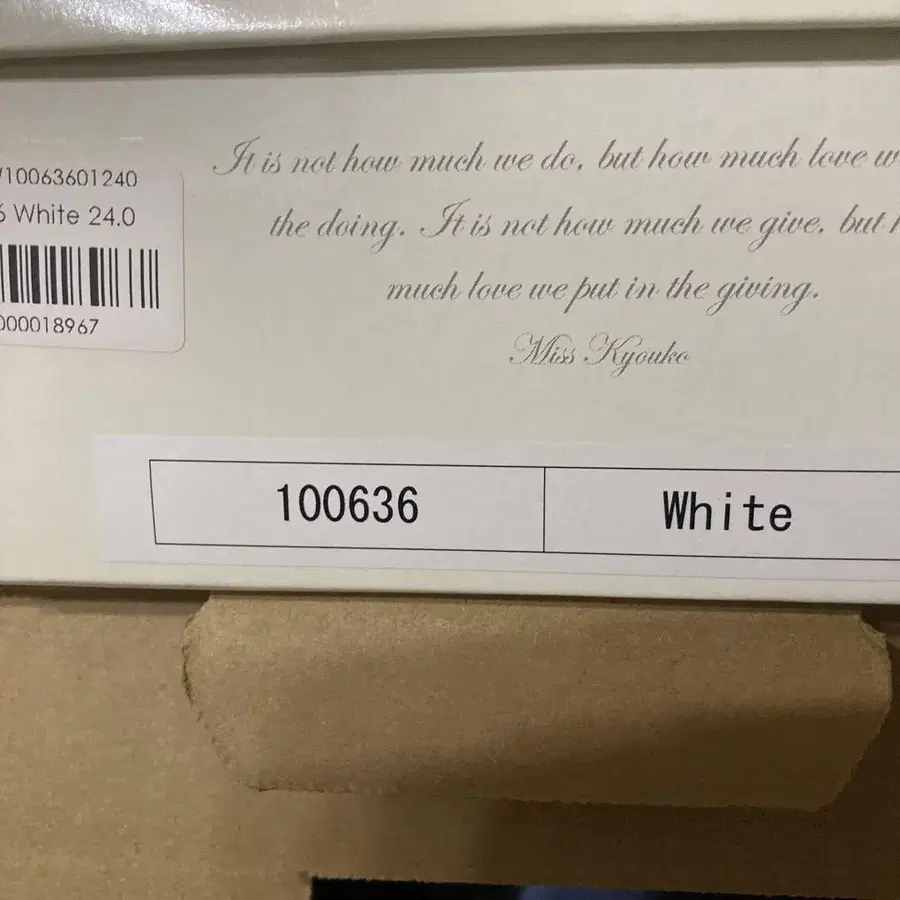 10063601240
White 24.0
000018967
It is not how much we do, but how much love
the doing. It is not how much we give, but
much love we put in the giving.
Miss Kyouko
100636
White